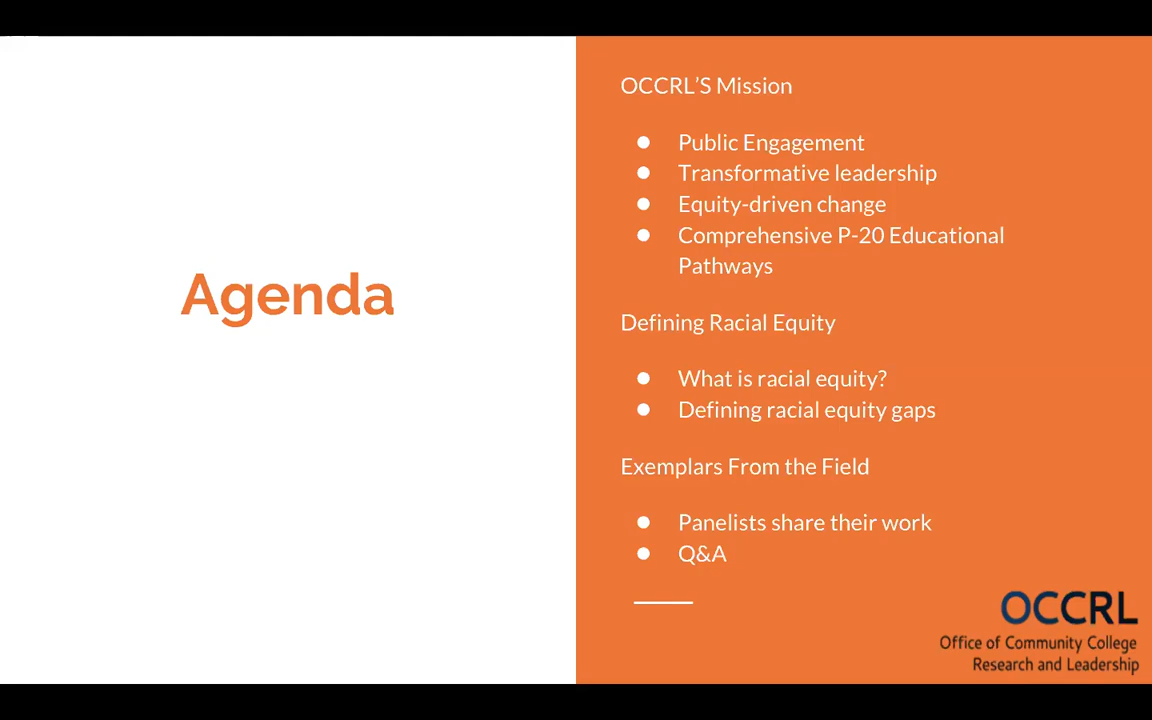 Agenda
OCCRL’S Mission
● Public Engagement
● Transformative leadership
● Equity-driven change
● Comprehensive P-20 Educational
Pathways
Defining Racial Equity
● What is racial equity?
● Defining racial equity gaps
Exemplars From the Field
● Panelists share their work
● Q&A
OCCRL
Office of Community College
Research and Leadership